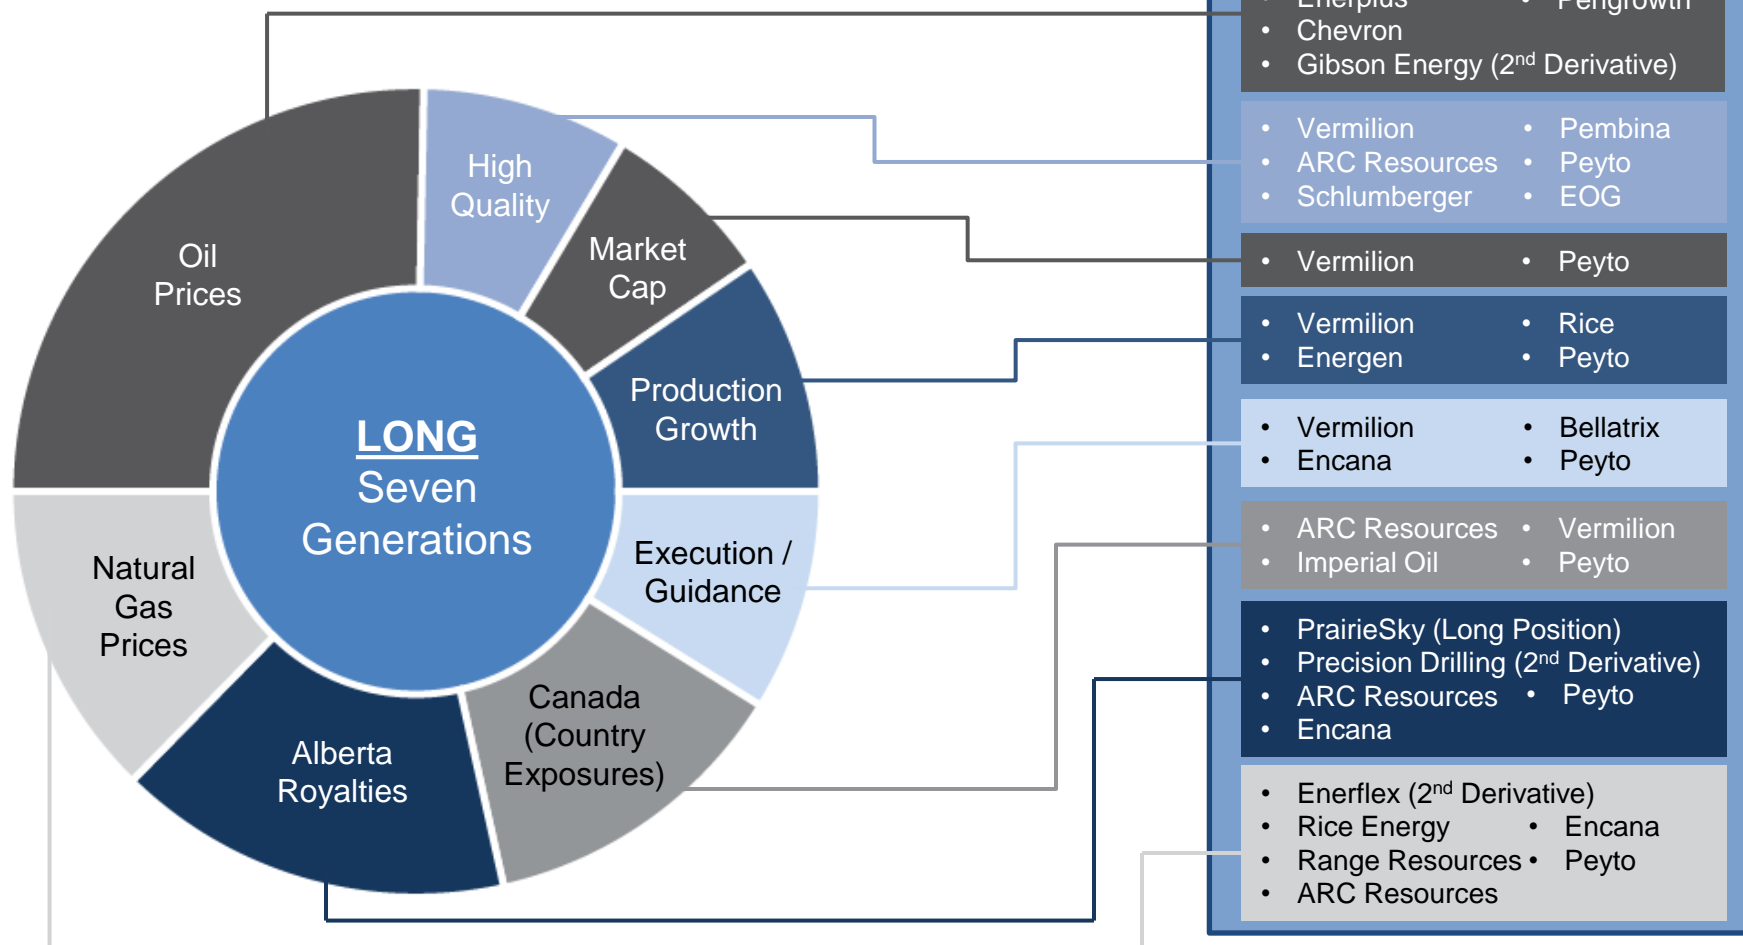 Oil
Prices
High
Quality
Market
Cap
Production
Growth
Execution /
Guidance
Canada
(Country
Exposures)
Alberta
Royalties
Natural
Gas
Prices
LONG
Seven
Generations
• Enerplus • Pengrowth
• Chevron
• Gibson Energy (2nd Derivative)
• Vermilion • Pembina
• ARC Resources • Peyto
• Schlumberger • EOG
• Vermilion • Peyto
• Vermilion • Rice
• Energen • Peyto
• Vermilion • Bellatrix
• Encana • Peyto
• ARC Resources • Vermilion
• Imperial Oil • Peyto
• PrairieSky (Long Position)
• Precision Drilling (2nd Derivative)
• ARC Resources • Peyto
• Encana
• Enerflex (2nd Derivative)
• Rice Energy • Encana
• Range Resources • Peyto
• ARC Resources